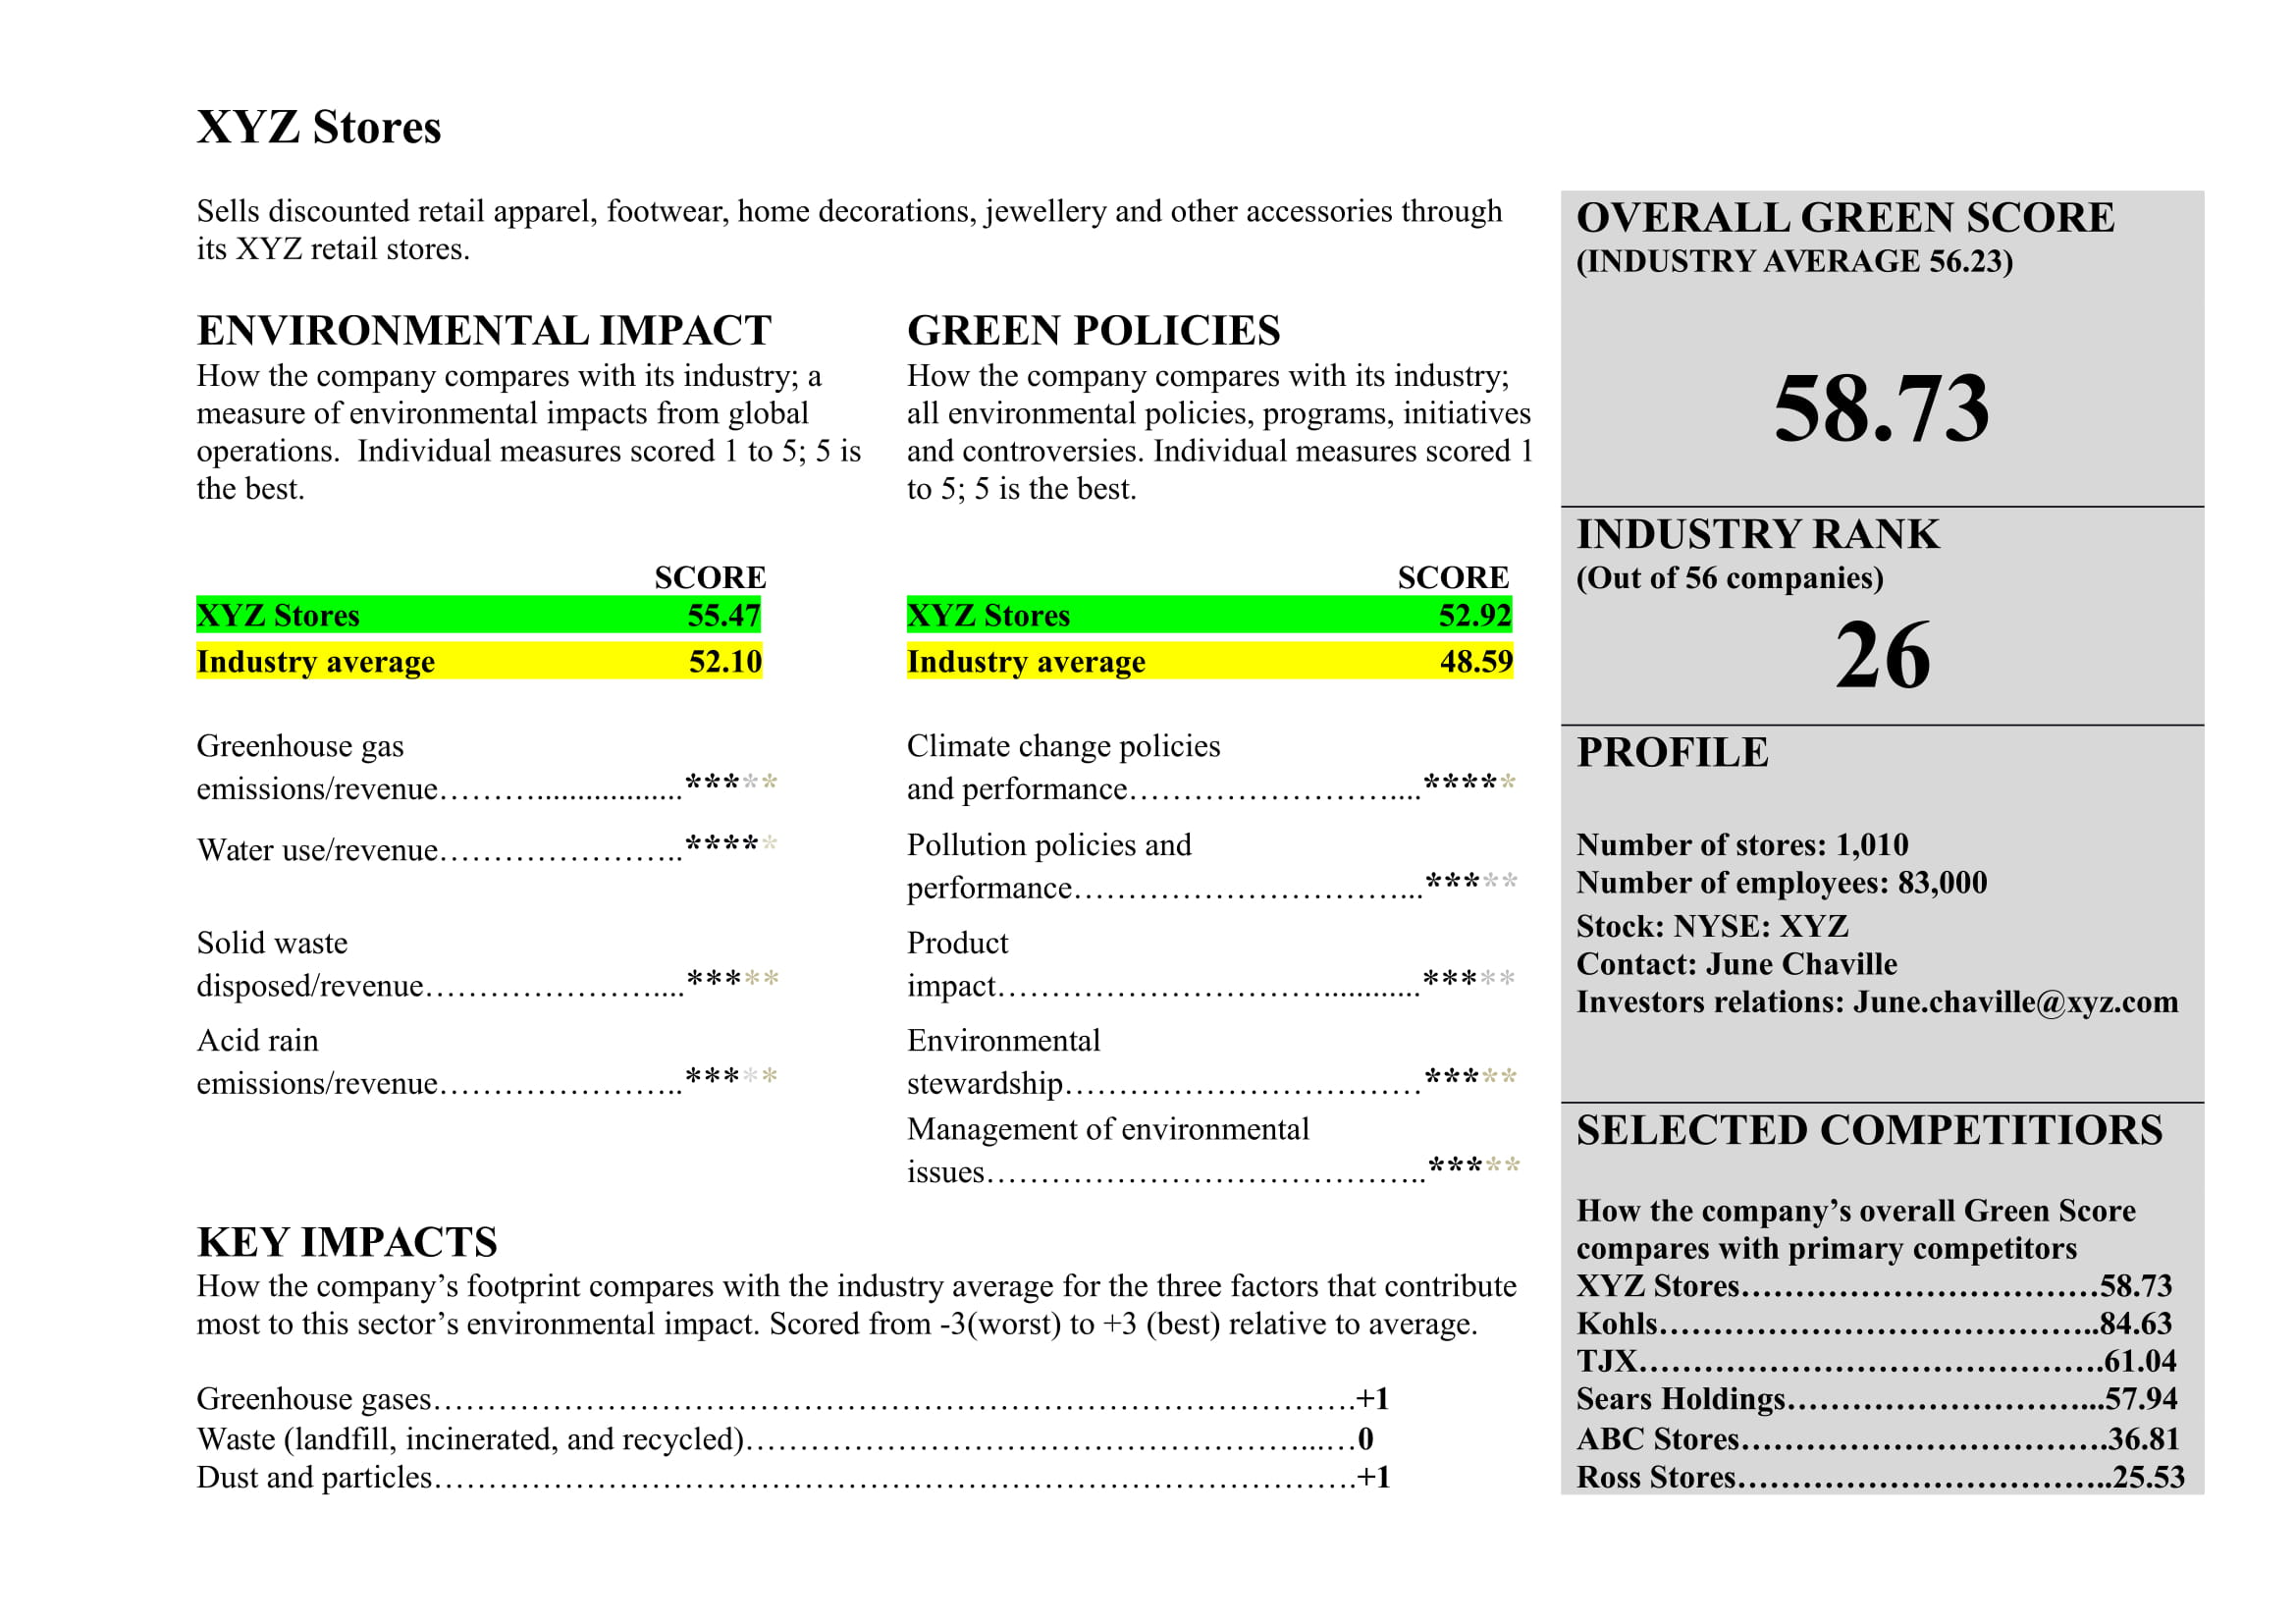 XYZ Stores
Sells discounted retail apparel, footwear, home decorations, jewellery and other accessories through
its XYZ retail stores.
ENVIRONMENTAL IMPACT
How the company compares with its industry; a
measure of environmental impacts from global
operations.  Individual measures scored 1 to 5; 5 is
the best.
SCORE
XYZ Stores 55.47
Industry average 52.10
Greenhouse gas
emissions/revenue………..................*****
Water use/revenue…………………..*****
Solid waste
disposed/revenue…………………....*****
Acid rain
emissions/revenue…………………..*****
GREEN POLICIES
How the company compares with its industry;
all environmental policies, programs, initiatives
and controversies. Individual measures scored 1
to 5; 5 is the best.
SCORE
XYZ Stores 52.92
Industry average 48.59
Climate change policies
and performance……………………....*****
Pollution policies and
performance…………………………...*****
Product
impact…………………………............*****
Environmental
stewardship……………………………*****
Management of environmental
issues…………………………………..*****
KEY IMPACTS
How the company’s footprint compares with the industry average for the three factors that contribute
most to this sector’s environmental impact. Scored from -3(worst) to +3 (best) relative to average.
Greenhouse gases………………………………………………………………………….+1
Waste (landfill, incinerated, and recycled)……………………………………………...…0
Dust and particles………………………………………………………………………….+1
OVERALL GREEN SCORE
(INDUSTRY AVERAGE 56.23)
58.73
INDUSTRY RANK
(Out of 56 companies)
26
PROFILE
Number of stores: 1,010
Number of employees: 83,000
Stock: NYSE: XYZ
Contact: June Chaville
Investors relations: June.chaville@xyz.com
SELECTED COMPETITIORS
How the company’s overall Green Score
compares with primary competitors
XYZ Stores……………………………58.73
Kohls…………………………………..84.63
TJX…………………………………….61.04
Sears Holdings………………………...57.94
ABC Stores…………………………….36.81
Ross Stores……………………………..25.53